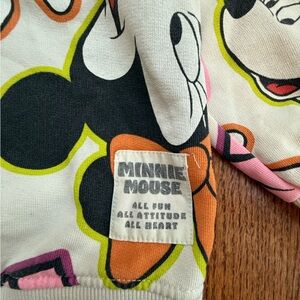 MINNIE
MOUSE
ALL FUN
ALL ATTITUDE
ALL HEART